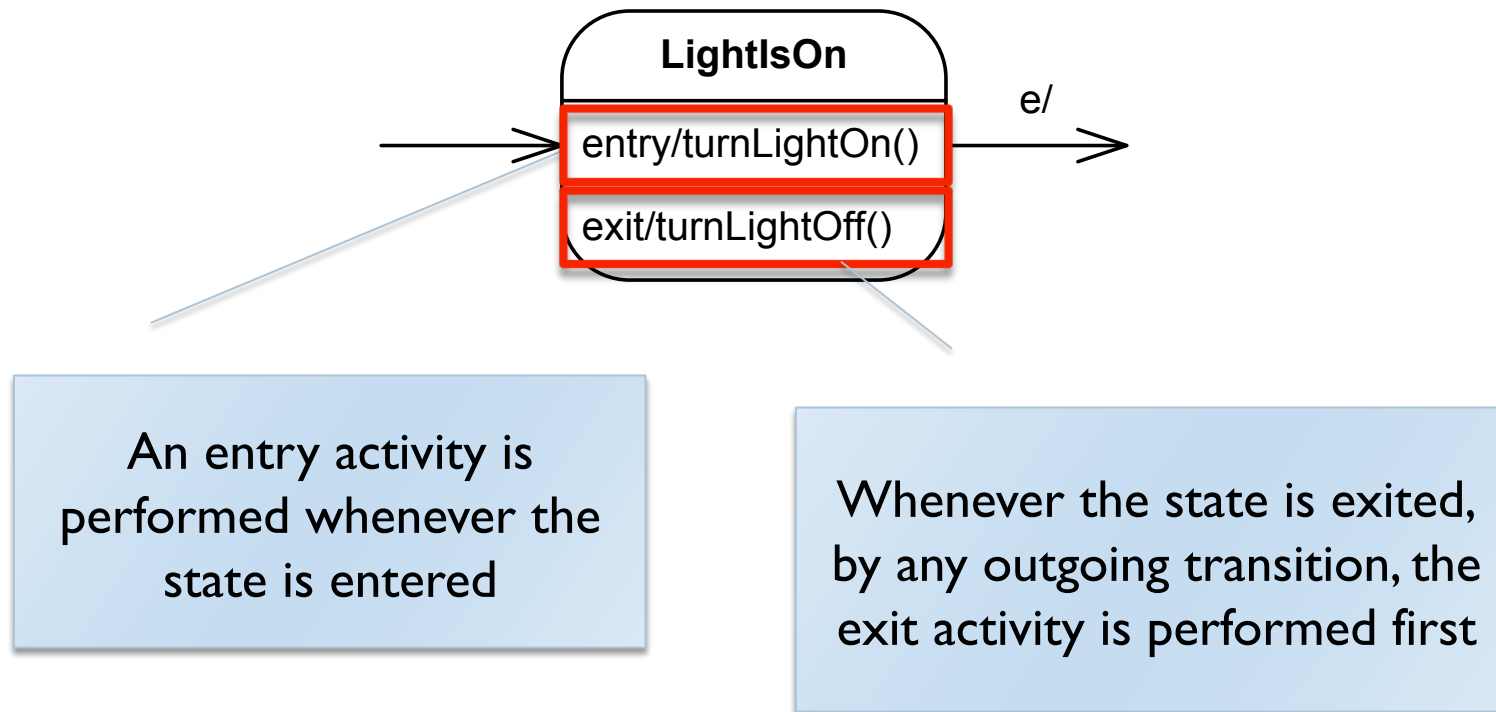 LightIsOn
e/
entry/turnLightOn()
exit/turnLightOff()
An entry activity is
performed whenever the
state is entered
Whenever the state is exited,
by any outgoing transition, the
exit activity is performed first